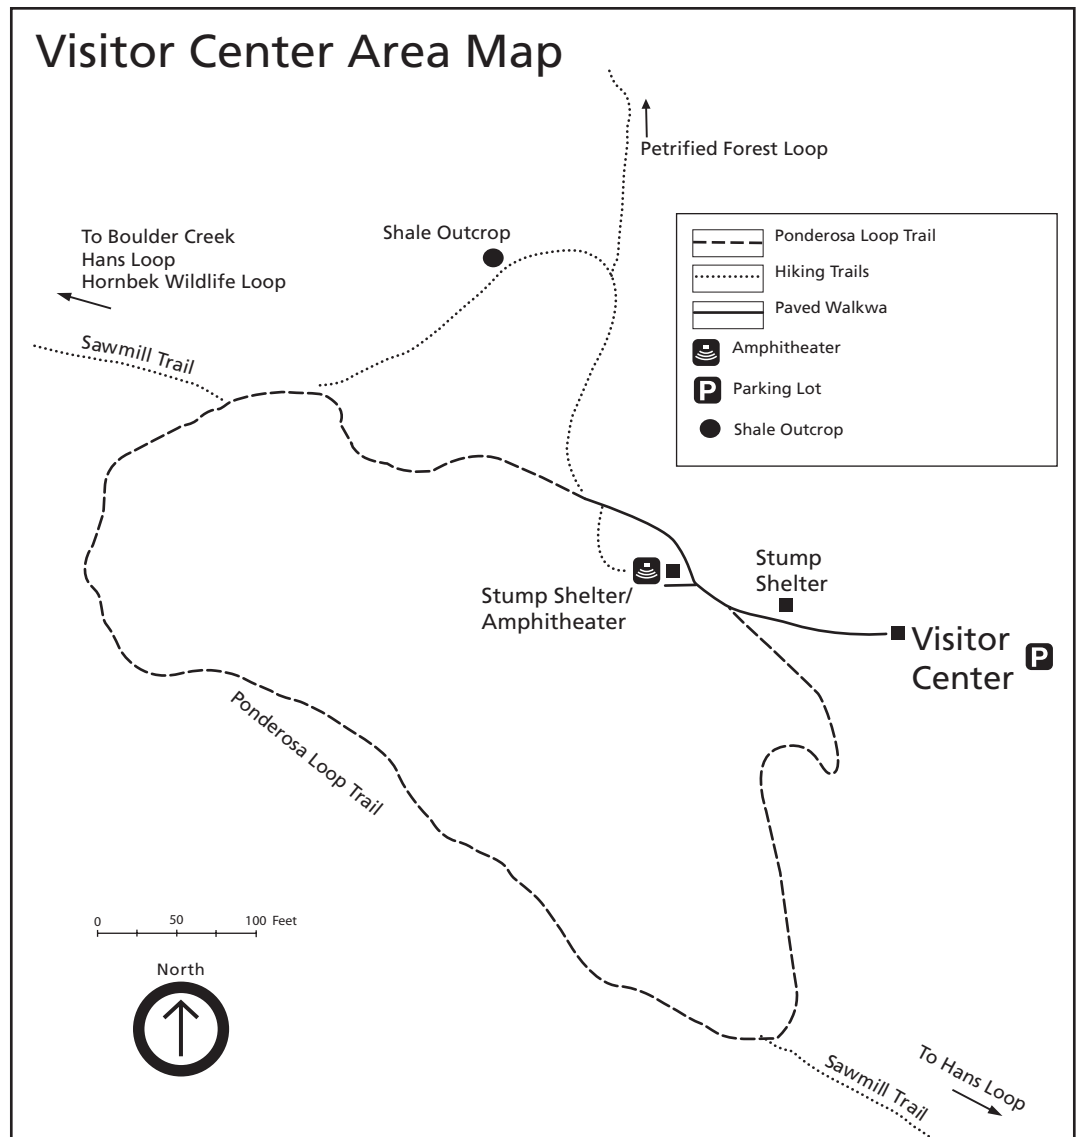 Visitor Center Area Map
Petrified Forest Loop
To Boulder Creek
Hans Loop
Hornbek Wildlife Loop
Shale Outcrop
Ponderosa Loop Trail
Hiking Trails
Paved Walkwa
Amphitheater
P
Parking Lot
Shale Outcrop
Sawmill Trail
Stump
Shelter
Stump Shelter/
Amphitheater
Visitor
Center
P
Ponderosa Loop Trail
0 50 100 Feet
North
To Hans Loop
Sawmill Trail